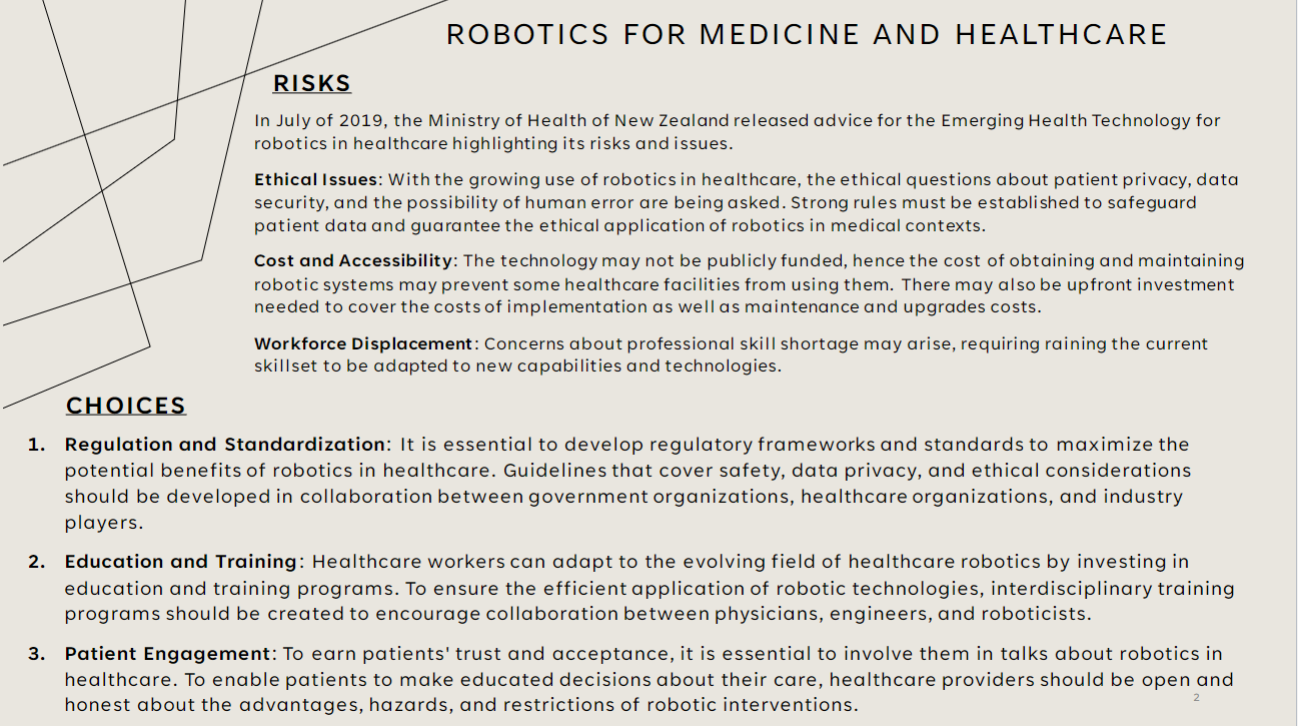 ROBOTICS FOR MEDICINE AND HEALTHCARE
RISKS
In July of 2019, the Ministry of Health of New Zealand released advice for the Emerging Health Technology for
robotics in healthcare highlighting its risks and issues.
Ethical Issues: With the growing use of robotics in healthcare, the ethical questions about patient privacy, data
security, and the possibility of human error are being asked. Strong rules must be established to safeguard
patient data and guarantee the ethical application of robotics in medical contexts.
Cost and Accessibility: The technology may not be publicly funded, hence the cost of obtaining and maintaining
robotic systems may prevent some healthcare facilities from using them. There may also be upfront investment
needed to cover the costs of implementation as well as maintenance and upgrades costs.
Workforce Displacement: Concerns about professional skill shortage may arise, requiring raining the current
skillset to be adapted to new capabilities and technologies.
CHOICES
1. Regulation and Standardization: It is essential to develop regulatory frameworks and standards to maximize the
potential benefits of robotics in healthcare. Guidelines that cover safety, data privacy, and ethical considerations
should be developed in collaboration between government organizations, healthcare organizations, and industry
players.
2. Education and Training: Healthcare workers can adapt to the evolving field of healthcare robotics by investing in
education and training programs. To ensure the efficient application of robotic technologies, interdisciplinary training
programs should be created to encourage collaboration between physicians, engineers, and roboticists.
3. Patient Engagement: To earn patients' trust and acceptance, it is essential to involve them in talks about robotics in
healthcare. To enable patients to make educated decisions about their care, healthcare providers should be open and
honest about the advantages, hazards, and restrictions of robotic interventions.
2